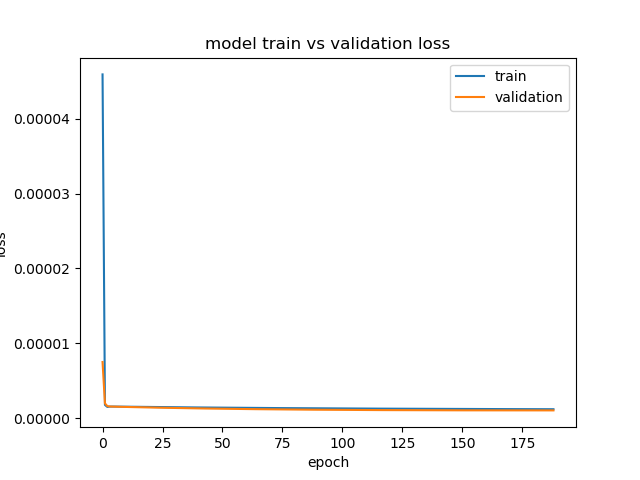 model train vs validation loss
train
validation
0.00004
0.00003
0.00002
0.00001
0.00000
loss
0 25 50 75 100 125 150 175
epoch